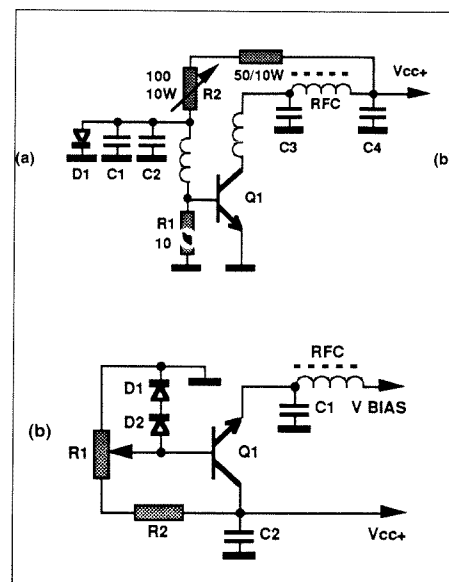 100
10W
R2
50/10W
Vcc+
RFC
C3
C4
(a)
(b
D1
C1
C2
Q1
R1
10
RFC
D1
C1
V BIAS
(b)
D2
Q1
R1
R2
C2
Vcc+